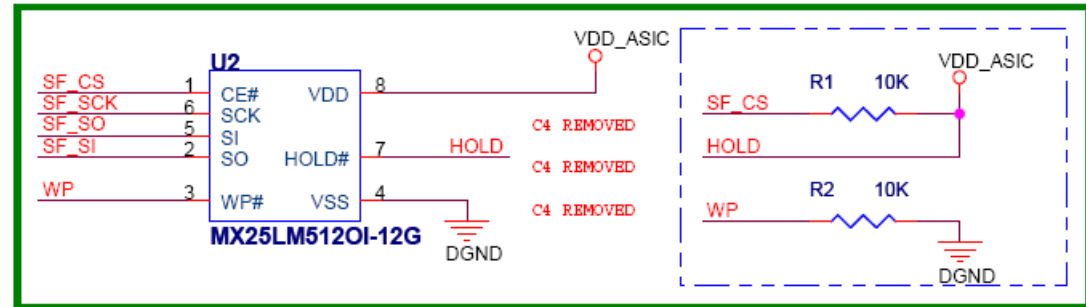 U2
SF_CS 1 CE# VDD 8 VDD_ASIC
SF_SCK 6 SCK
SF_SO 5 SI
SF_SI 2 SO HOLD# 7 HOLD
WP 3 WP# VSS 4
MX25LM512OI-12G
DGND
C4 REMOVED
C4 REMOVED
C4 REMOVED
R1 10K VDD_ASIC
SF_CS
HOLD
R2 10K
WP
DGND